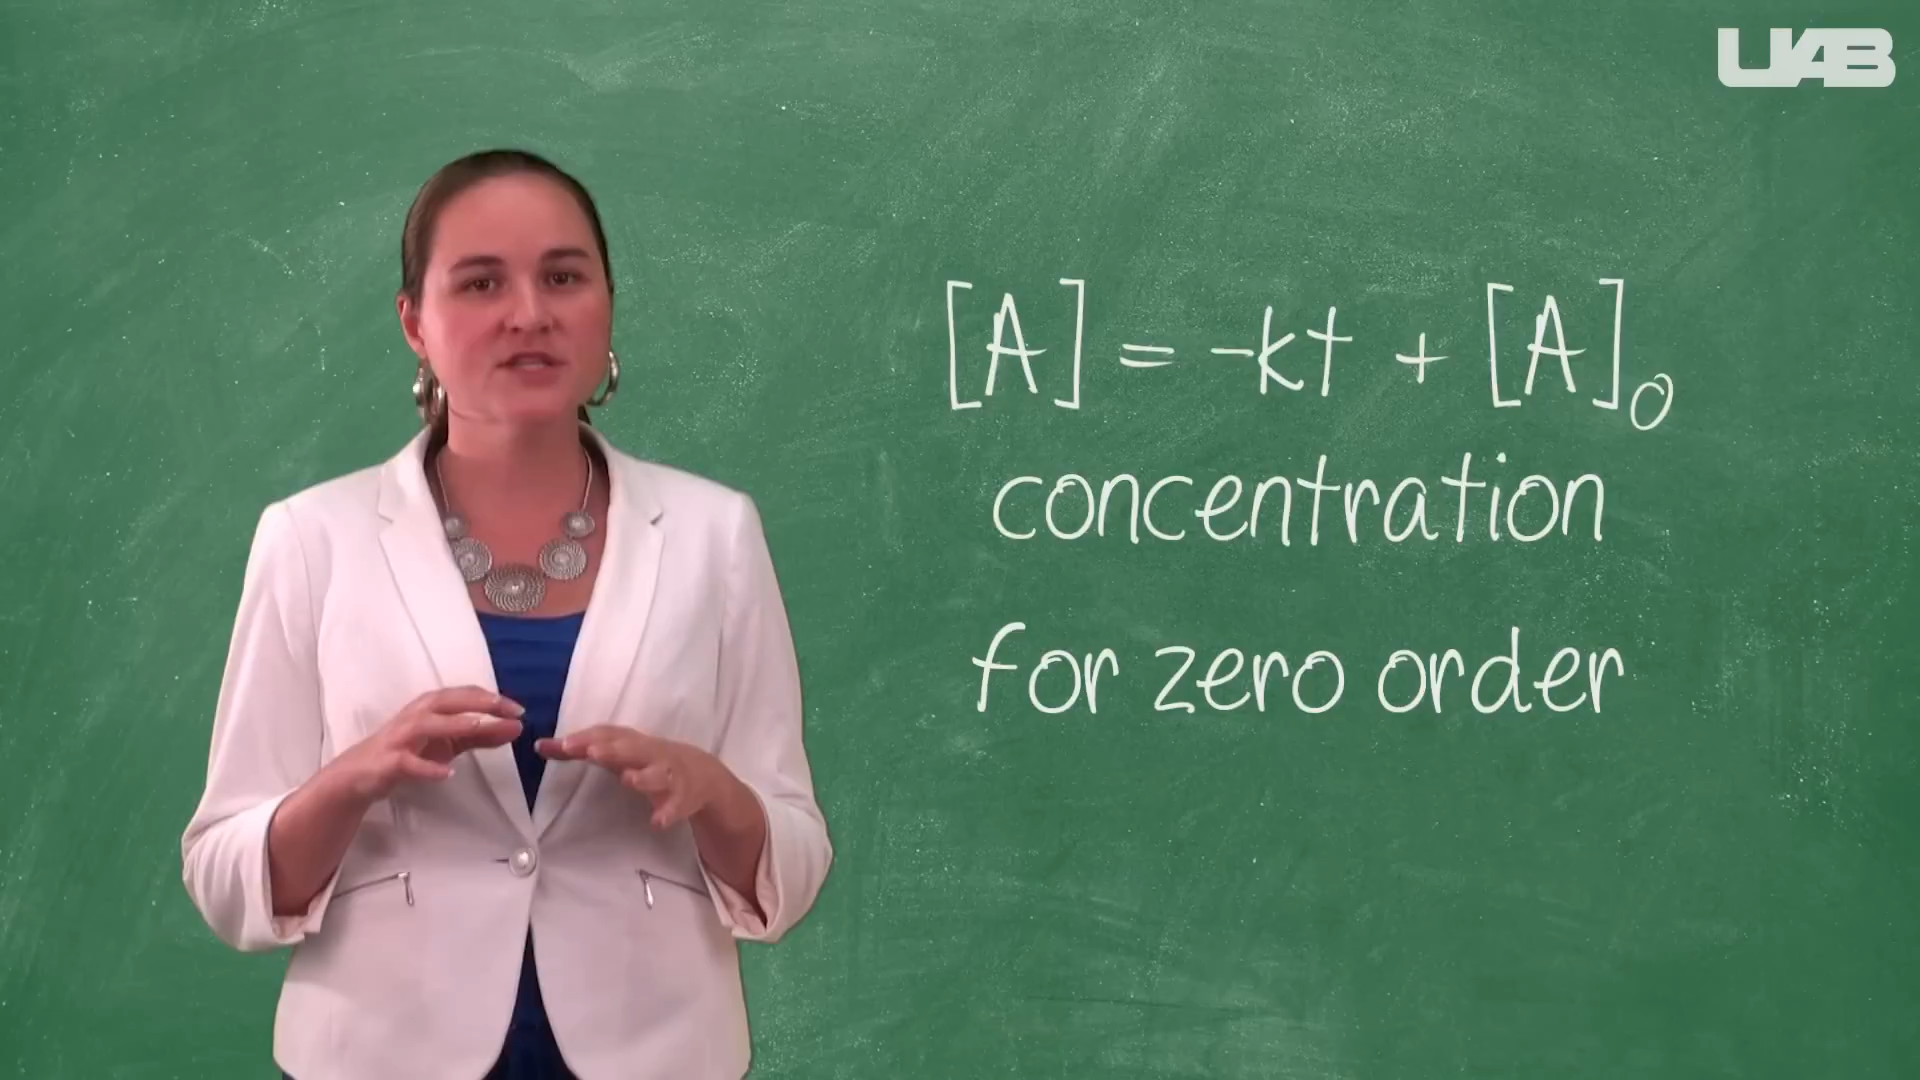 UAB
[A] = -kt + [A]₀
concentration
for zero order